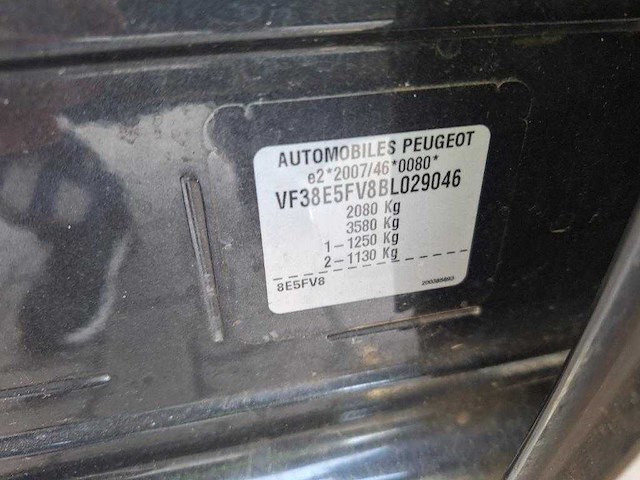 AUTOMOBILES PEUGEOT
e2*2007/46*0080*
VF38E5FV8BL029046
2080 Kg
3580 Kg
1-1250 Kg
2-1130 Kg
8E5FV8